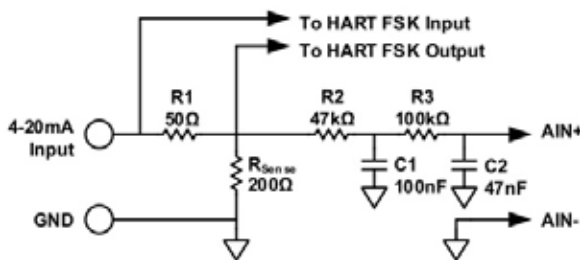 To HART FSK Input
To HART FSK Output
R1
50Ω
R2
47kΩ
R3
100kΩ
4-20mA
Input
AIN+
RSense
200Ω
C1
100nF
C2
47nF
GND
AIN-